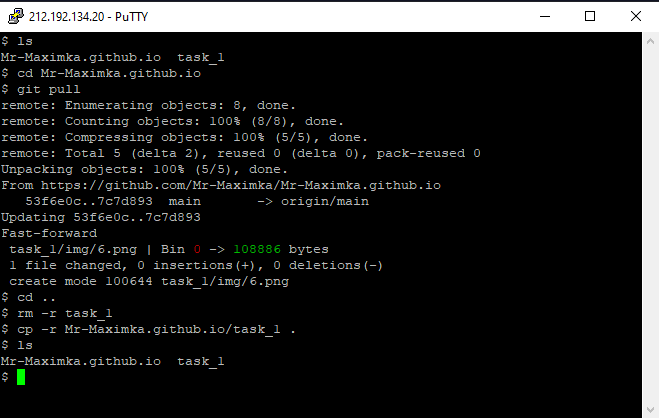 212.192.134.20 - PuTTY
$ ls
Mr-Maximka.github.io  task_1
$ cd Mr-Maximka.github.io
$ git pull
remote: Enumerating objects: 8, done.
remote: Counting objects: 100% (8/8), done.
remote: Compressing objects: 100% (5/5), done.
remote: Total 5 (delta 2), reused 0 (delta 0), pack-reused 0
Unpacking objects: 100% (5/5), done.
From https://github.com/Mr-Maximka/Mr-Maximka.github.io
   53f6e0c..7c7d893  main       -> origin/main
Updating 53f6e0c..7c7d893
Fast-forward
 task_1/img/6.png | Bin 0 -> 108886 bytes
 1 file changed, 0 insertions(+), 0 deletions(-)
 create mode 100644 task_1/img/6.png
$ cd ..
$ rm -r task_1
$ cp -r Mr-Maximka.github.io/task_1 .
$ ls
Mr-Maximka.github.io  task_1
$